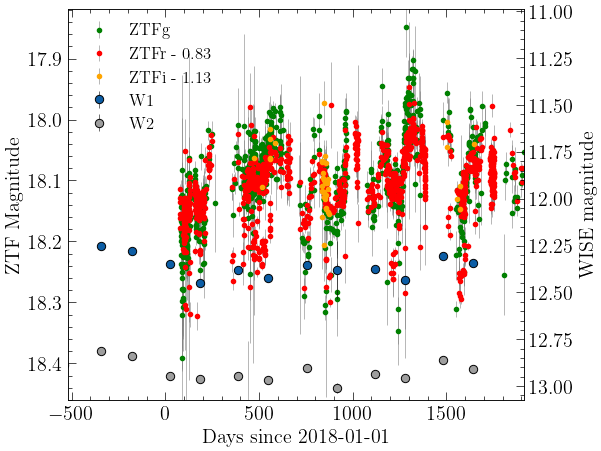 ZTFg
ZTFr - 0.83
ZTFi - 1.13
W1
W2
17.9
18.0
18.1
18.2
18.3
18.4
ZTF Magnitude
11.00
11.25
11.50
11.75
12.00
12.25
12.50
12.75
13.00
WISE magnitude
−500
0
500
1000
1500
Days since 2018-01-01